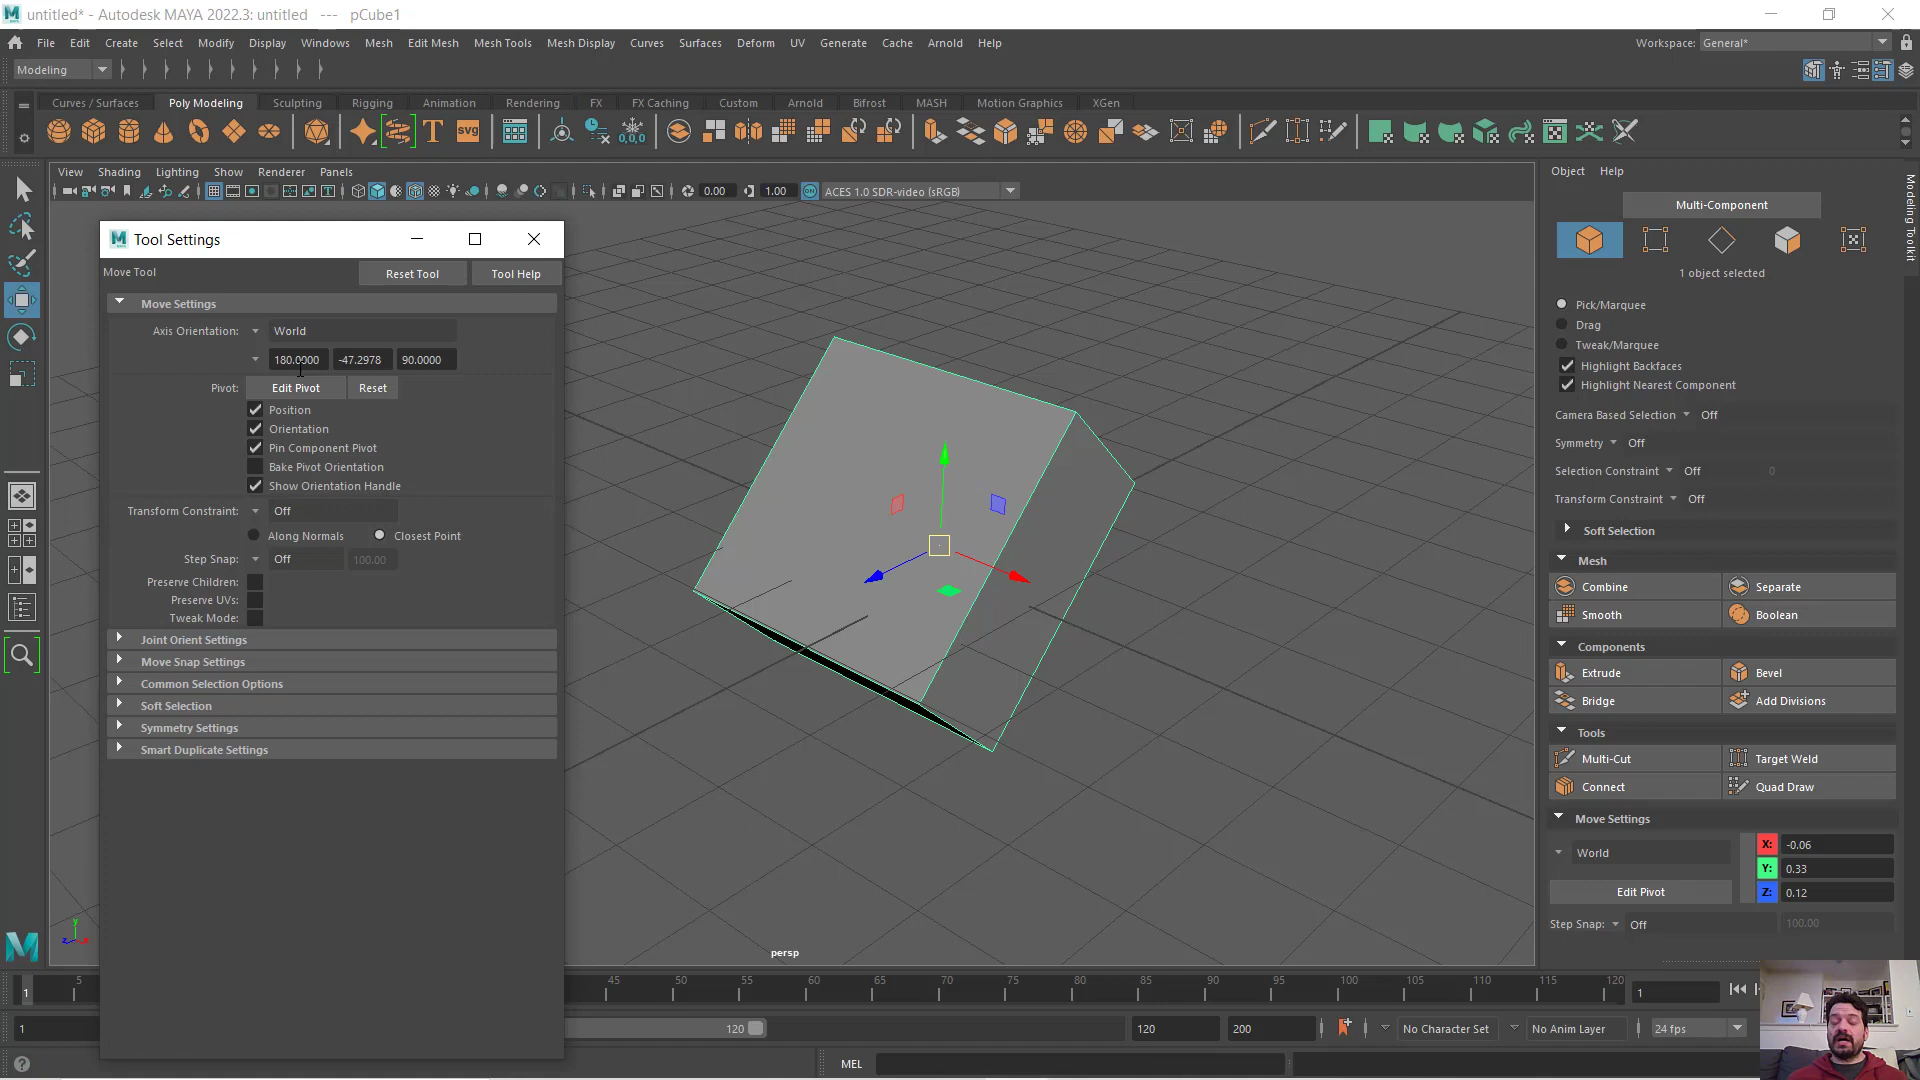 untitled* - Autodesk MAYA 2022.3: untitled   ---   pCube1
File Edit Create Select Modify Display Windows Mesh Edit Mesh Mesh Tools Mesh Display Curves Surfaces Deform UV Generate Cache Arnold Help
Workspace: General*
Modeling
Curves / Surfaces Poly Modeling Sculpting Rigging Animation Rendering FX FX Caching Custom Arnold Bifrost MASH Motion Graphics XGen
T svg 0,0,0
View Shading Lighting Show Renderer Panels
0.00 1.00 ON ACES 1.0 SDR-video (sRGB)
Object Help
Modeling Toolkit
Multi-Component
1 object selected
Pick/Marquee
Drag
Tweak/Marquee
Highlight Backfaces
Highlight Nearest Component
Camera Based Selection Off
Symmetry Off
Selection Constraint Off 0
Transform Constraint Off
Soft Selection
Mesh
Combine Separate
Smooth Boolean
Components
Extrude Bevel
Bridge Add Divisions
Tools
Multi-Cut Target Weld
Connect Quad Draw
Move Settings
World
X: -0.06
Y: 0.33
Z: 0.12
Edit Pivot
Step Snap: Off 100.00
M Tool Settings
Move Tool Reset Tool Tool Help
Move Settings
Axis Orientation: World
180.0000 -47.2978 90.0000
Pivot: Edit Pivot Reset
Position
Orientation
Pin Component Pivot
Bake Pivot Orientation
Show Orientation Handle
Transform Constraint: Off
Along Normals Closest Point
Step Snap: Off 100.00
Preserve Children:
Preserve UVs:
Tweak Mode:
Joint Orient Settings
Move Snap Settings
Common Selection Options
Soft Selection
Symmetry Settings
Smart Duplicate Settings
persp
y
z x
M
5 45 50 55 60 65 70 75 80 85 90 95 100 105 110 115 120
1 1
1 120 120 200 No Character Set No Anim Layer 24 fps
MEL